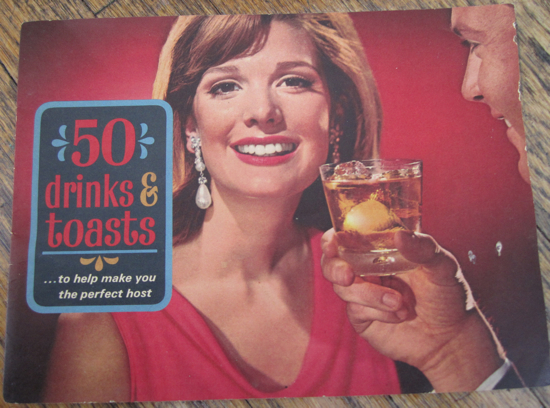 50
drinks &
toasts
...to help make you
the perfect host